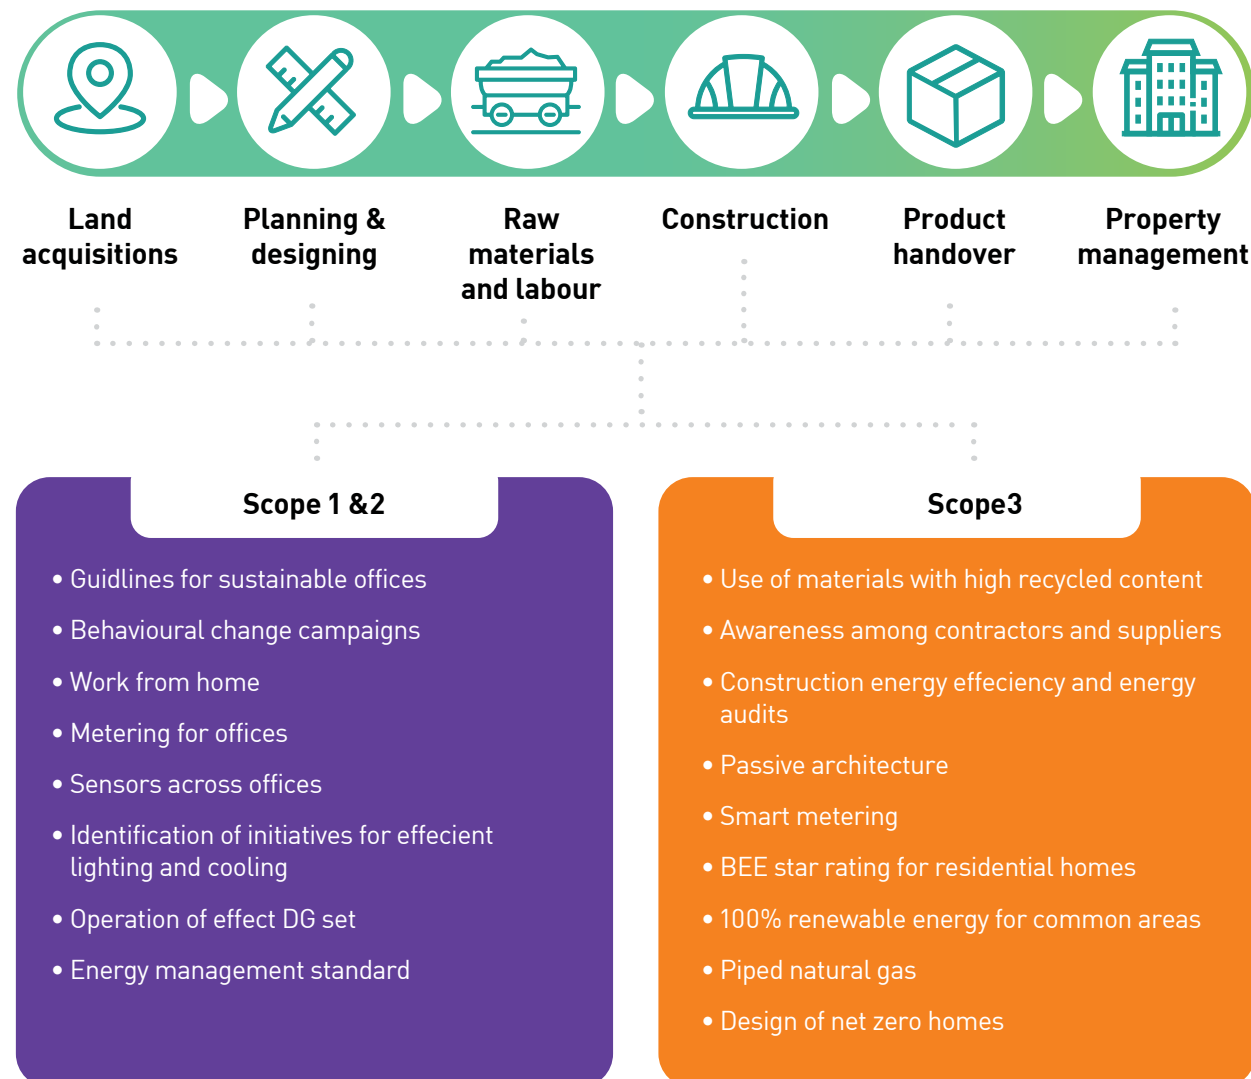 Land
acquisitions
Planning &
designing
Raw
materials
and labour
Construction
Product
handover
Property
management
Scope 1 &2
• Guidlines for sustainable offices
• Behavioural change campaigns
• Work from home
• Metering for offices
• Sensors across offices
• Identification of initiatives for effecient
lighting and cooling
• Operation of effect DG set
• Energy management standard
Scope3
• Use of materials with high recycled content
• Awareness among contractors and suppliers
• Construction energy effeciency and energy
audits
• Passive architecture
• Smart metering
• BEE star rating for residential homes
• 100% renewable energy for common areas
• Piped natural gas
• Design of net zero homes